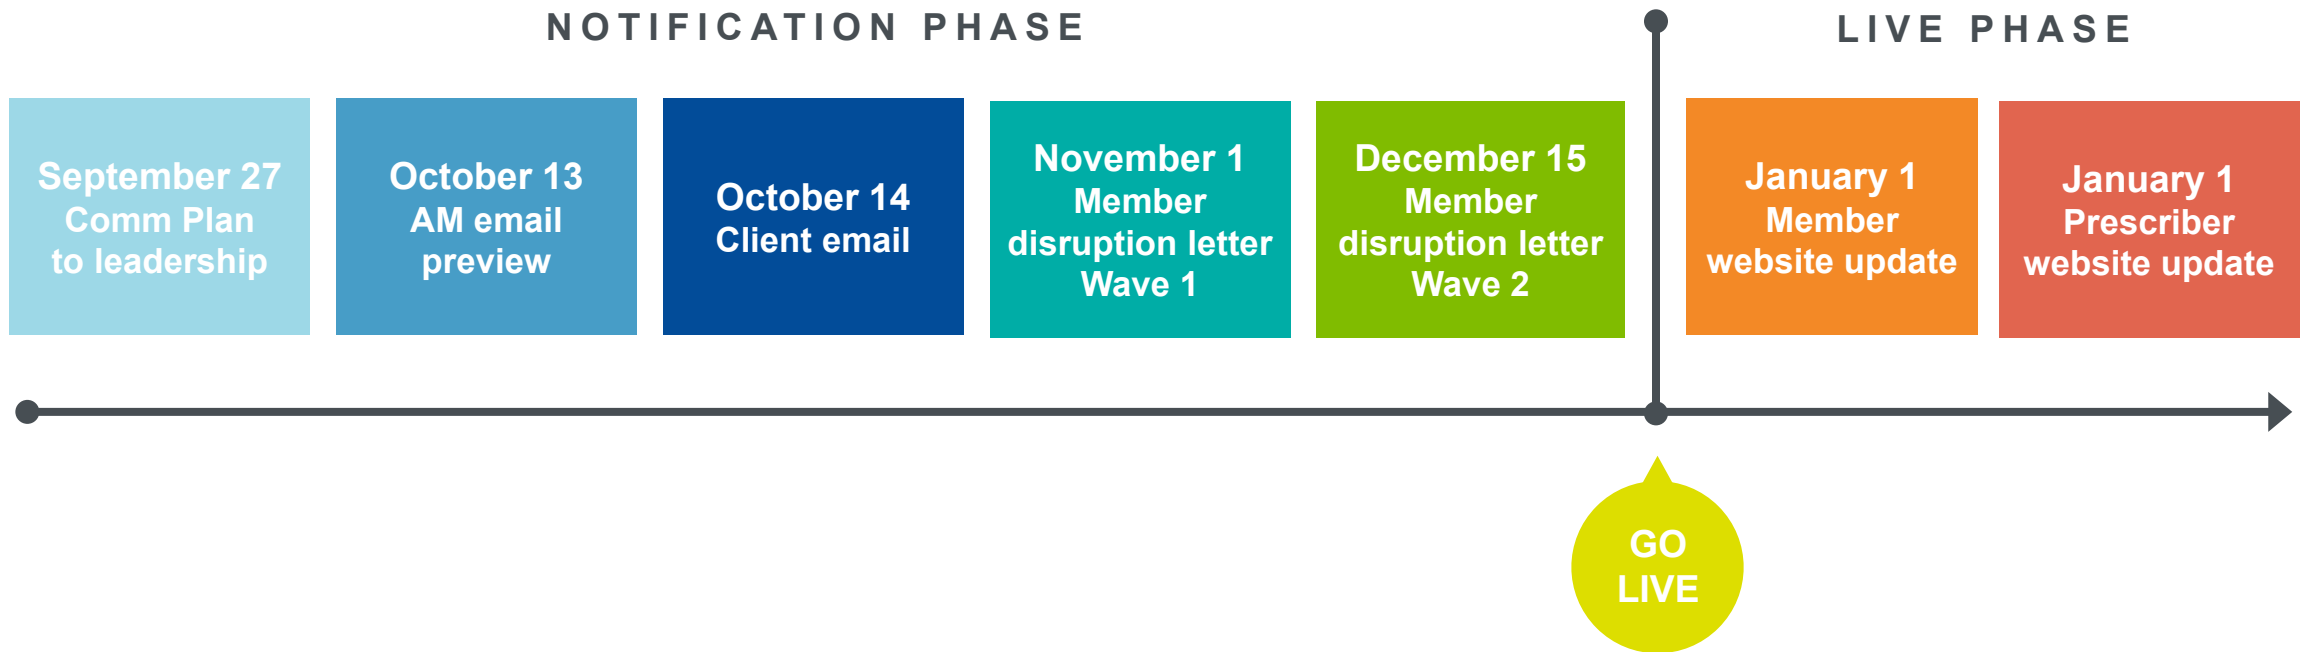 NOTIFICATION PHASE
LIVE PHASE
September 27
Comm Plan
to leadership
October 13
AM email
preview
October 14
Client email
November 1
Member
disruption letter
Wave 1
December 15
Member
disruption letter
Wave 2
January 1
Member
website update
January 1
Prescriber
website update
GO
LIVE